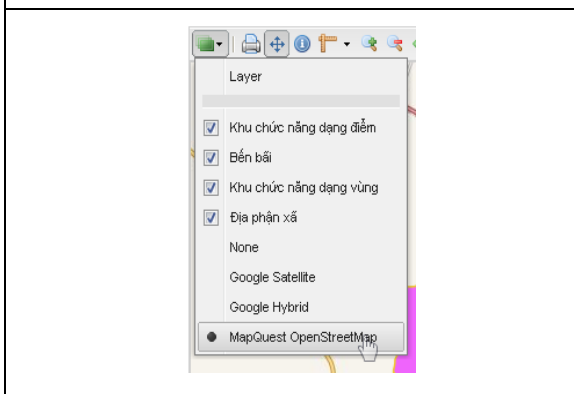 Layer
Khu chức năng dạng điểm
Bến bãi
Khu chức năng dạng vùng
Địa phận xã
None
Google Satellite
Google Hybrid
MapQuest OpenStreetMap